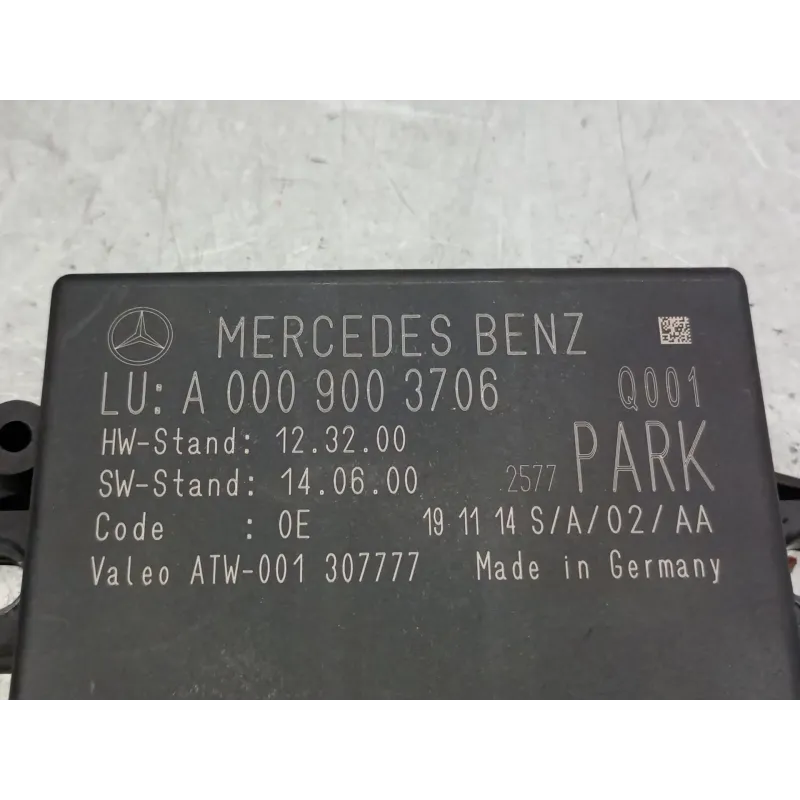 MERCEDES BENZ
LU: A 000 900 3706 Q001
HW-Stand: 12.32.00
SW-Stand: 14.06.00 2577 PARK
Code : 0E 19 11 14 S/A/02/AA
Valeo ATW-001 307777 Made in Germany